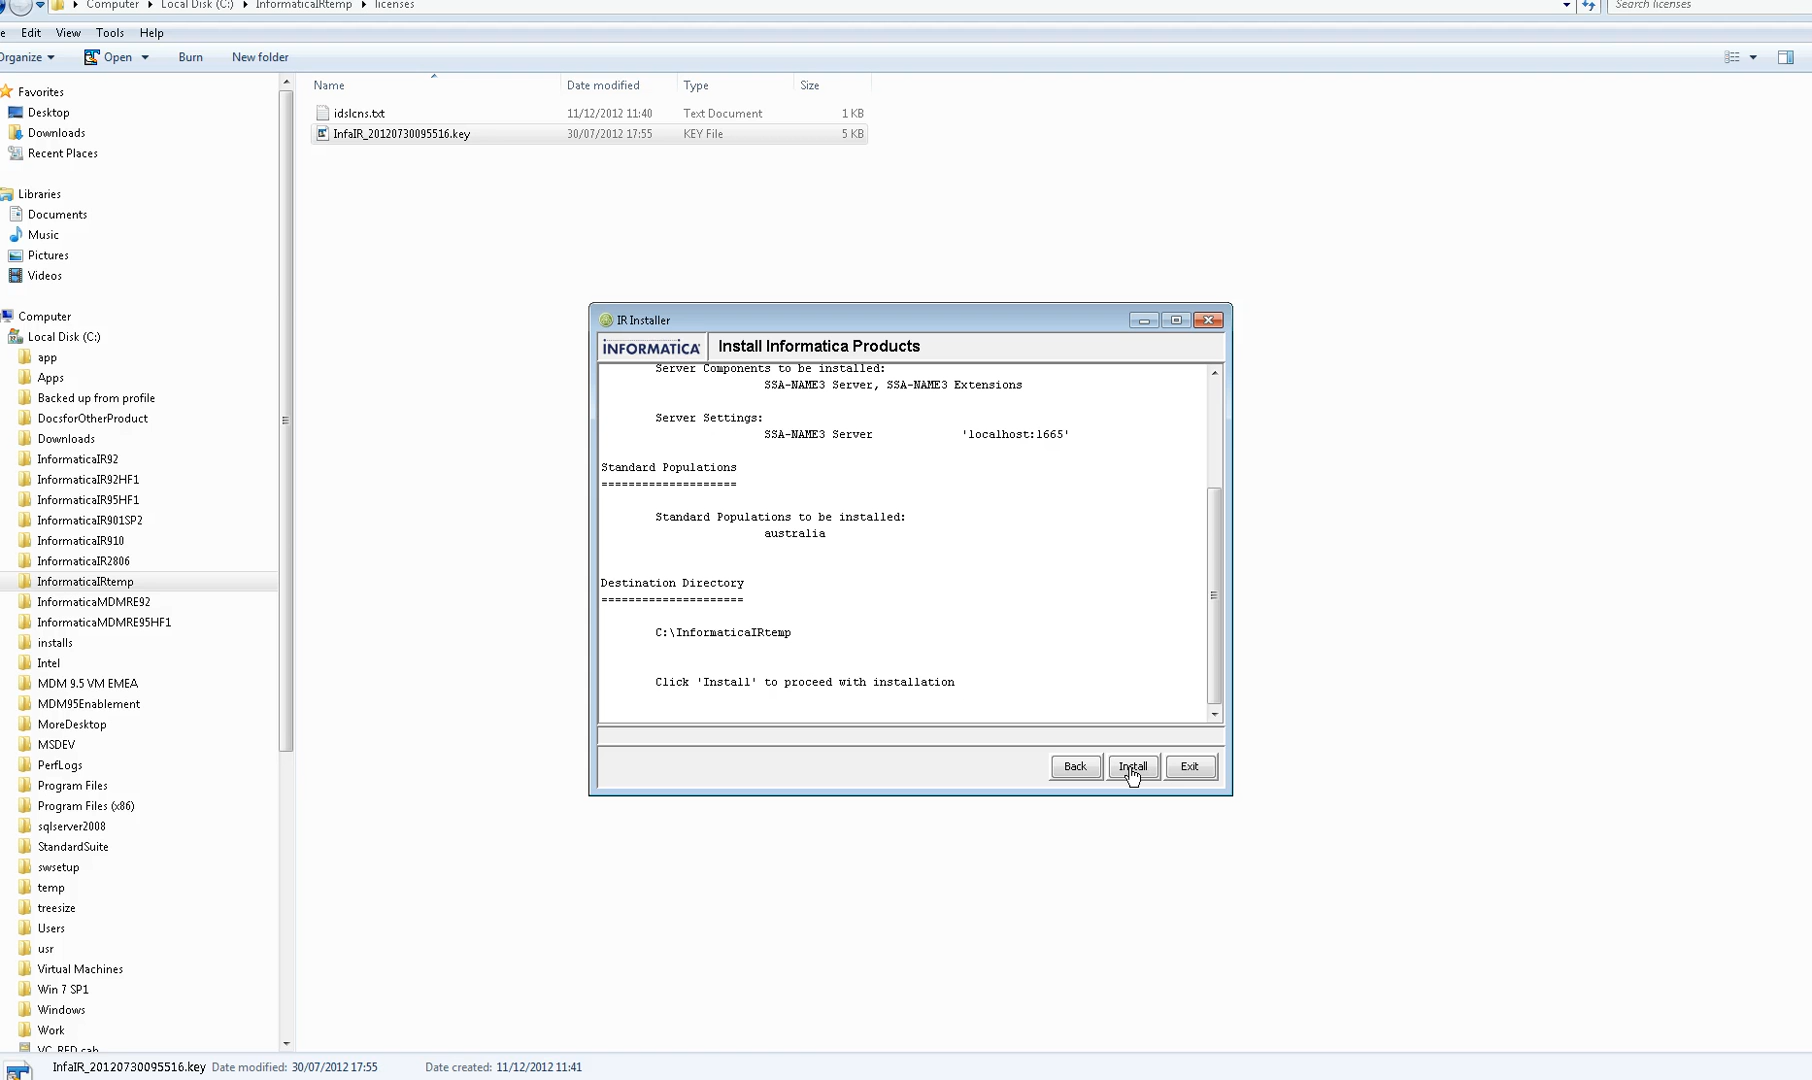 Computer Local Disk (C:) InformaticaIRtemp licenses
Search licenses
Edit View Tools Help
Organize Open Burn New folder
Name Date modified Type Size
idslcns.txt 11/12/2012 11:40 Text Document 1 KB
InfaIR_20120730095516.key 30/07/2012 17:55 KEY File 5 KB
Favorites
Desktop
Downloads
Recent Places
Libraries
Documents
Music
Pictures
Videos
Computer
Local Disk (C:)
app
Apps
Backed up from profile
DocsforOtherProduct
Downloads
InformaticaIR92
InformaticaIR92HF1
InformaticaIR95HF1
InformaticaIR901SP2
InformaticaIR910
InformaticaIR2806
InformaticaIRtemp
InformaticaMDMRE92
InformaticaMDMRE95HF1
installs
Intel
MDM 9.5 VM EMEA
MDM95Enablement
MoreDesktop
MSDEV
PerfLogs
Program Files
Program Files (x86)
sqlserver2008
StandardSuite
swsetup
temp
treesize
Users
usr
Virtual Machines
Win 7 SP1
Windows
Work
VC_RED.cab
IR Installer
INFORMATICA Install Informatica Products
Server Components to be installed:
SSA-NAME3 Server, SSA-NAME3 Extensions
Server Settings:
SSA-NAME3 Server 'localhost:1665'
Standard Populations
====================
Standard Populations to be installed:
australia
Destination Directory
=====================
C:\InformaticaIRtemp
Click 'Install' to proceed with installation
Back Install Exit
InfaIR_20120730095516.key Date modified: 30/07/2012 17:55 Date created: 11/12/2012 11:41